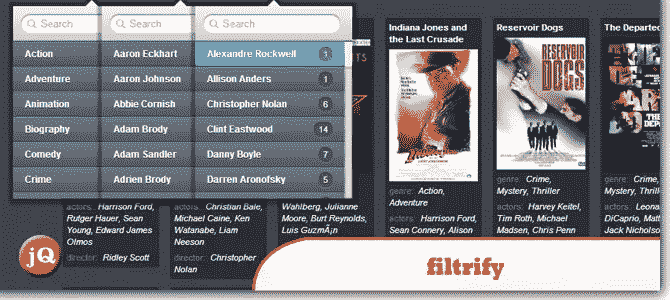 Search
Search
Search
Action
Aaron Eckhart
Alexandre Rockwell 1
Adventure
Aaron Johnson
Allison Anders 1
Animation
Abbie Cornish
Christopher Nolan 6
Biography
Adam Brody
Clint Eastwood 14
Comedy
Adam Sandler
Danny Boyle 7
Crime
Adrien Brody
Darren Aronofsky 5
actors: Harrison Ford,
Rutger Hauer, Sean
Young, Edward James
Olmos
director: Ridley Scott
actors: Christian Bale,
Michael Caine, Ken
Watanabe, Liam
Neeson
director: Christopher
Nolan
Wahlberg, Julianne
Moore, Burt Reynolds,
Luis GuzmÃ¡n
Indiana Jones and
the Last Crusade
genre: Action,
Adventure
actors: Harrison Ford,
Sean Connery, Alison
Reservoir Dogs
RESERVOIR
DOGS
genre: Crime,
Mystery, Thriller
actors: Harvey Keitel,
Tim Roth, Michael
Madsen, Chris Penn
The Departed
genre: Crime,
Mystery, Thri
actors: Leona
DiCaprio, Matt
Jack Nicholso
jQ
filtrify